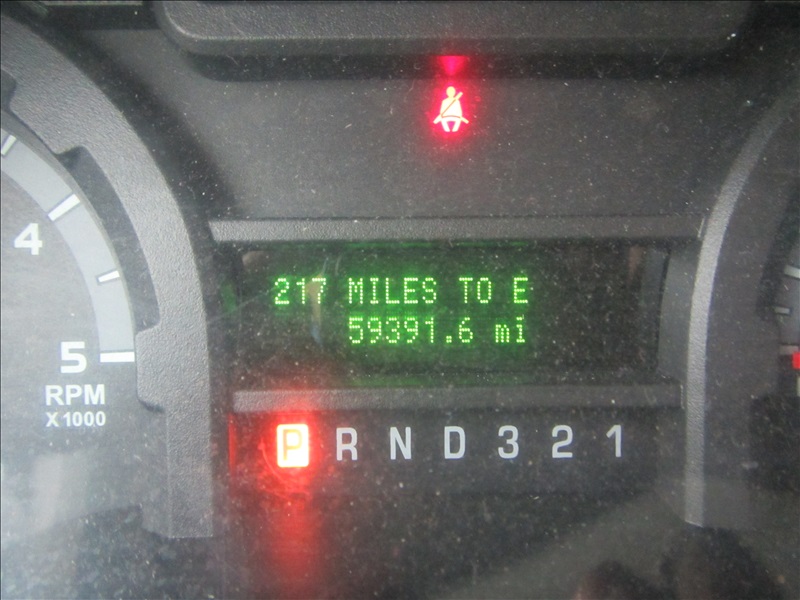 217 MILES TO E
59391.6 mi
4
5
RPM
X1000
P R N D 3 2 1